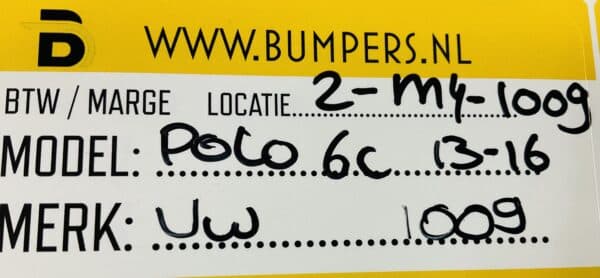 B WWW.BUMPERS.NL
BTW / MARGE LOCATIE 2-M4-1009
MODEL: POLO 6C 13-16
MERK: VW 1009